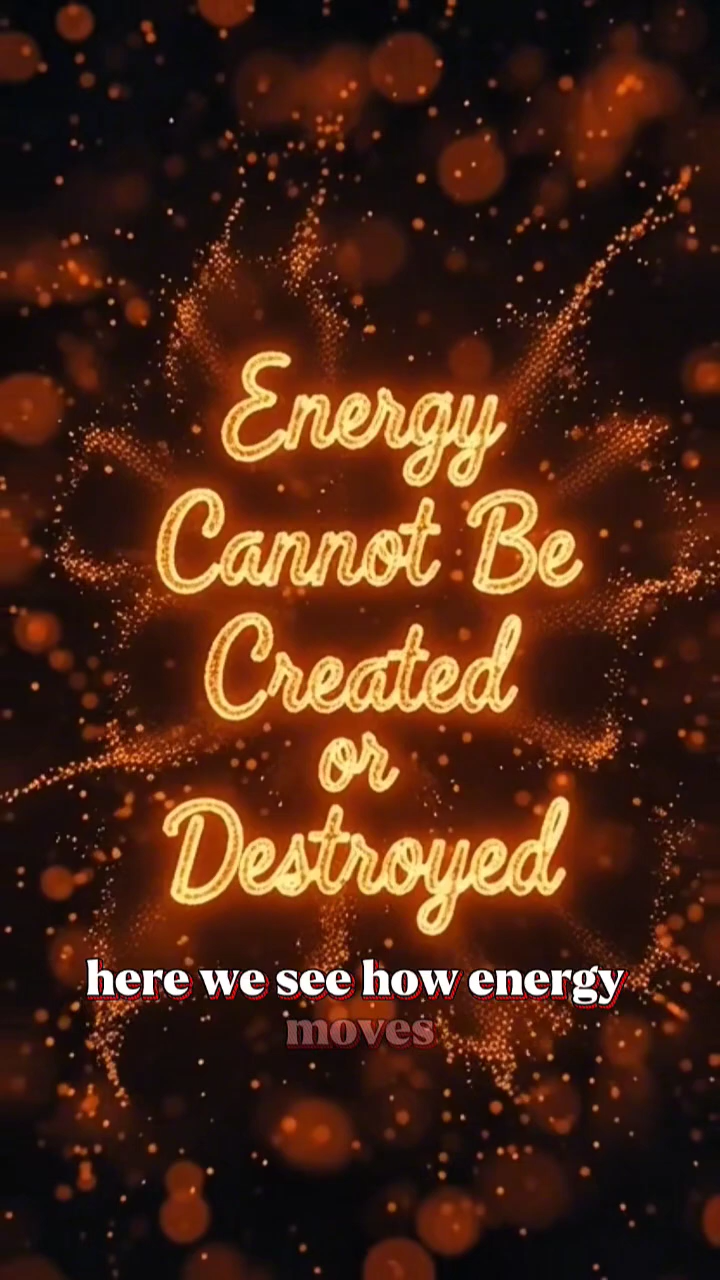 Energy
Cannot Be
Created
or
Destroyed
here we see how energy
moves